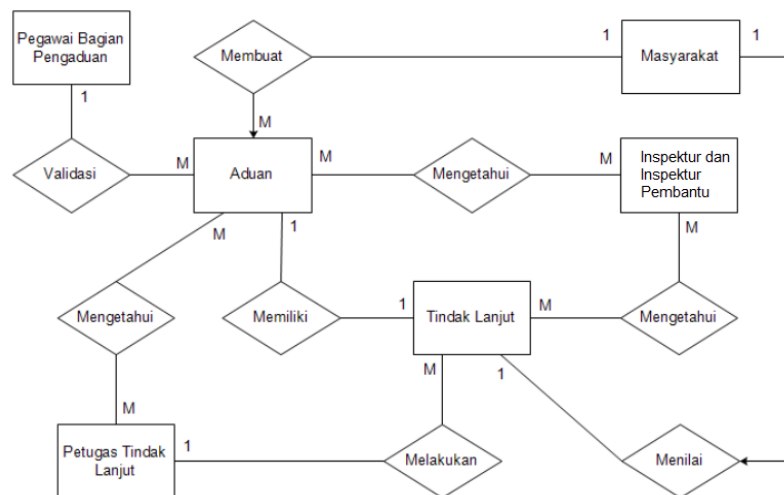 Pegawai Bagian
Pengaduan
Membuat
1
Masyarakat
1
1
M
Validasi
M
Aduan
M
Mengetahui
M
Inspektur dan
Inspektur
Pembantu
M
1
M
Mengetahui
Memiliki
1
Tindak Lanjut
M
Mengetahui
M
1
M
Petugas Tindak
Lanjut
1
Melakukan
Menilai